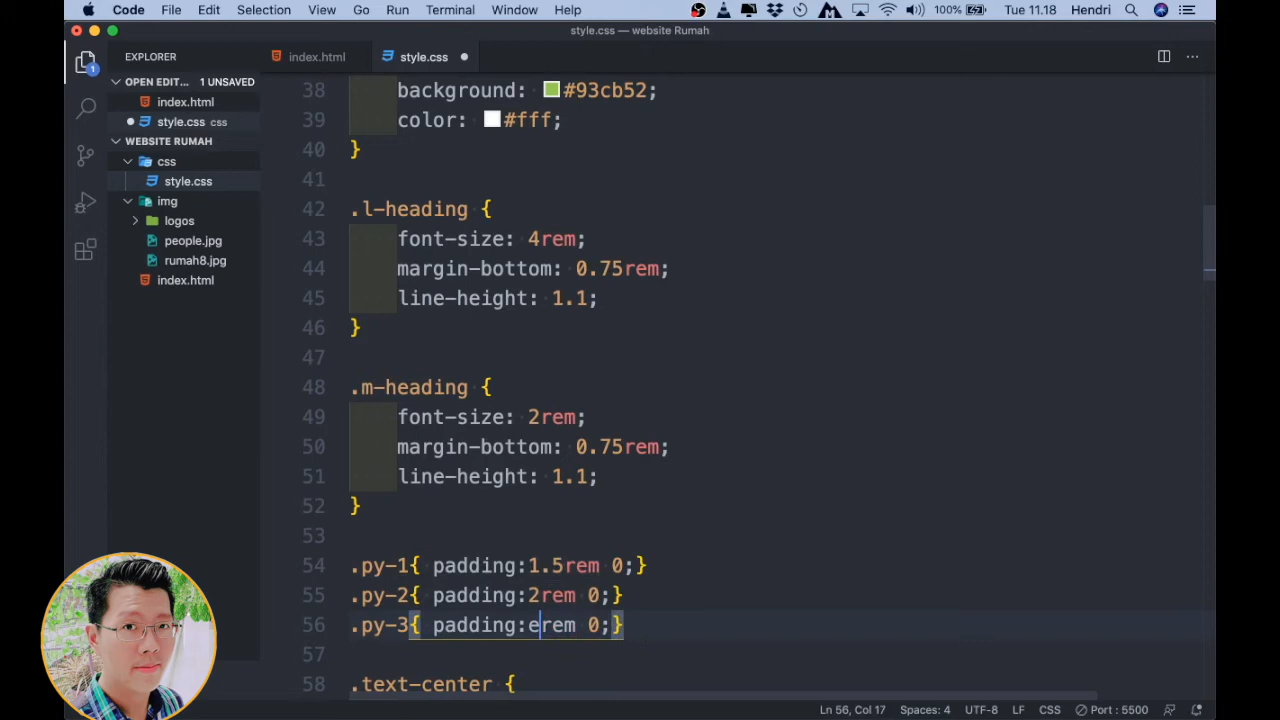 Code File Edit Selection View Go Run Terminal Window Help 100% Tue 11.18 Hendri
style.css — website Rumah
EXPLORER
index.html
style.css
OPEN EDIT... 1 UNSAVED
index.html
style.css css
WEBSITE RUMAH
css
style.css
img
logos
people.jpg
rumah8.jpg
index.html
1
38 background: #93cb52;
39 color: #fff;
40 }
41
42 .l-heading {
43 font-size: 4rem;
44 margin-bottom: 0.75rem;
45 line-height: 1.1;
46 }
47
48 .m-heading {
49 font-size: 2rem;
50 margin-bottom: 0.75rem;
51 line-height: 1.1;
52 }
53
54 .py-1{ padding:1.5rem 0;}
55 .py-2{ padding:2rem 0;}
56 .py-3{ padding:erem 0;}
57
58 .text-center {
Ln 56, Col 17 Spaces: 4 UTF-8 LF CSS Port : 5500